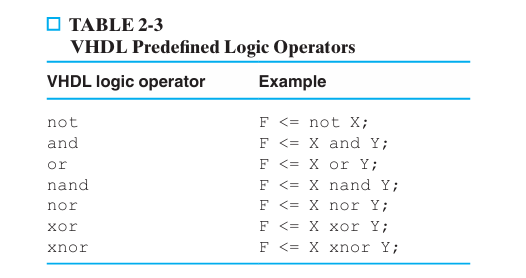 TABLE 2-3
VHDL Predefined Logic Operators
VHDL logic operator Example
not F <= not X;
and F <= X and Y;
or F <= X or Y;
nand F <= X nand Y;
nor F <= X nor Y;
xor F <= X xor Y;
xnor F <= X xnor Y;